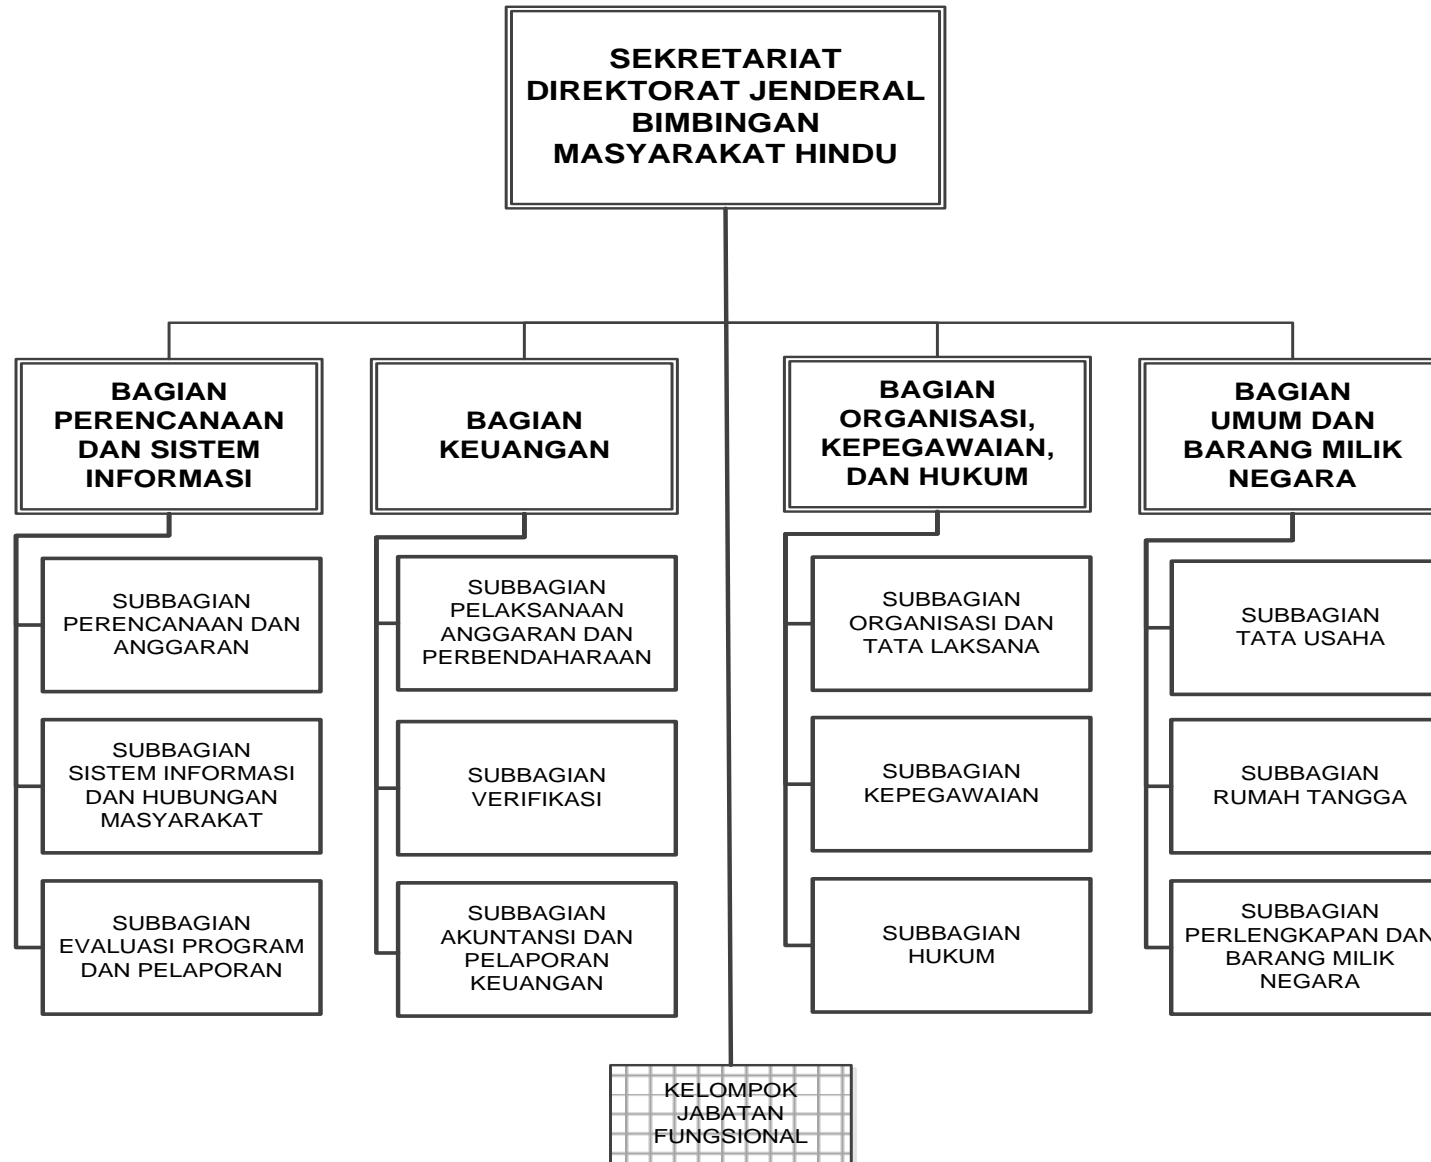 SEKRETARIAT
DIREKTORAT JENDERAL
BIMBINGAN
MASYARAKAT HINDU
BAGIAN
PERENCANAAN
DAN SISTEM
INFORMASI
BAGIAN
KEUANGAN
BAGIAN
ORGANISASI,
KEPEGAWAIAN,
DAN HUKUM
BAGIAN
UMUM DAN
BARANG MILIK
NEGARA
SUBBAGIAN
PERENCANAAN DAN
ANGGARAN
SUBBAGIAN
PELAKSANAAN
ANGGARAN DAN
PERBENDAHARAAN
SUBBAGIAN
ORGANISASI DAN
TATA LAKSANA
SUBBAGIAN
TATA USAHA
SUBBAGIAN
SISTEM INFORMASI
DAN HUBUNGAN
MASYARAKAT
SUBBAGIAN
VERIFIKASI
SUBBAGIAN
KEPEGAWAIAN
SUBBAGIAN
RUMAH TANGGA
SUBBAGIAN
EVALUASI PROGRAM
DAN PELAPORAN
SUBBAGIAN
AKUNTANSI DAN
PELAPORAN
KEUANGAN
SUBBAGIAN
HUKUM
SUBBAGIAN
PERLENGKAPAN DAN
BARANG MILIK
NEGARA
KELOMPOK
JABATAN
FUNGSIONAL